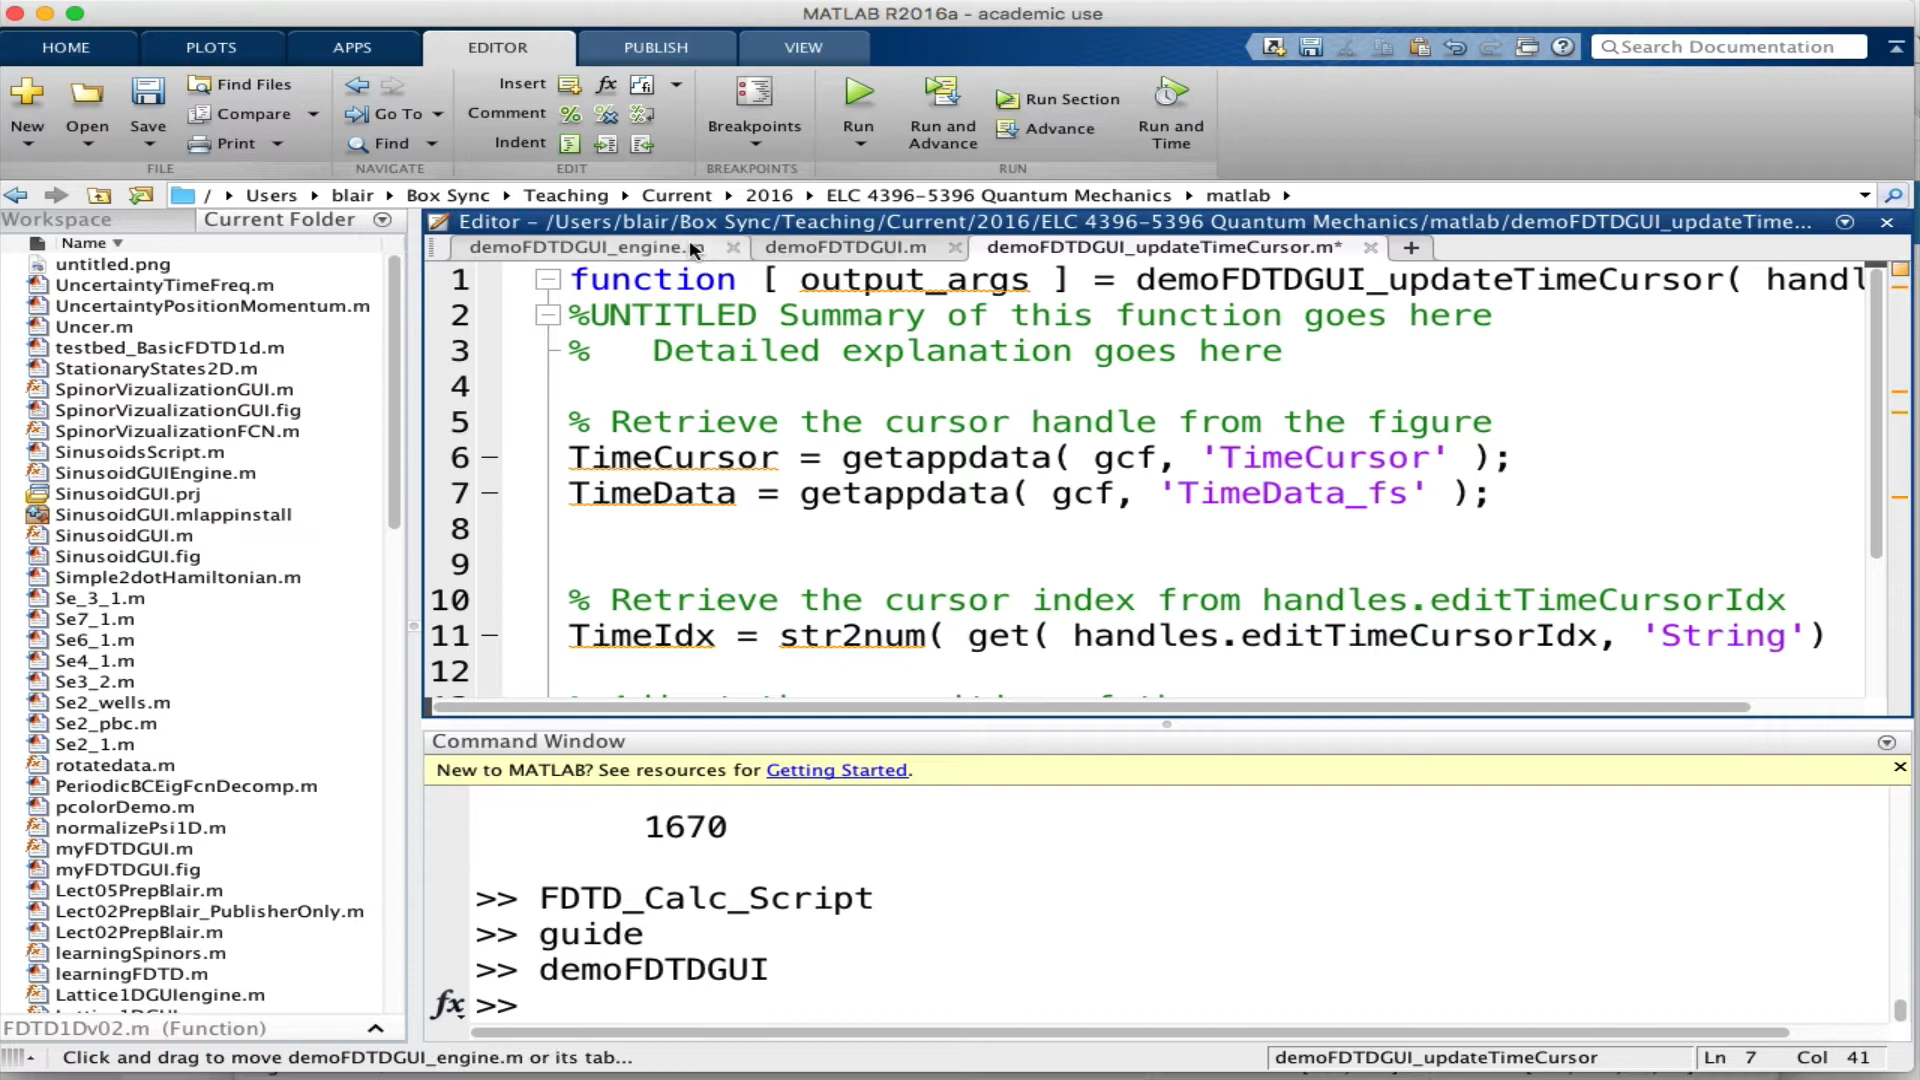 MATLAB R2016a - academic use
HOME PLOTS APPS EDITOR PUBLISH VIEW
Search Documentation
New Open Save Find Files Compare Print
FILE
Go To Find
NAVIGATE
Insert fx
Comment
Indent
EDIT
Breakpoints
BREAKPOINTS
Run Run and Advance Run Section Advance Run and Time
RUN
/ Users blair Box Sync Teaching Current 2016 ELC 4396-5396 Quantum Mechanics matlab
Workspace Current Folder
Name
untitled.png
UncertaintyTimeFreq.m
UncertaintyPositionMomentum.m
Uncer.m
testbed_BasicFDTD1d.m
StationaryStates2D.m
SpinorVizualizationGUI.m
SpinorVizualizationGUI.fig
SpinorVizualizationFCN.m
SinusoidsScript.m
SinusoidGUIEngine.m
SinusoidGUI.prj
SinusoidGUI.mlappinstall
SinusoidGUI.m
SinusoidGUI.fig
Simple2dotHamiltonian.m
Se_3_1.m
Se7_1.m
Se6_1.m
Se4_1.m
Se3_2.m
Se2_wells.m
Se2_pbc.m
Se2_1.m
rotatedata.m
PeriodicBCEigFcnDecomp.m
pcolorDemo.m
normalizePsi1D.m
myFDTDGUI.m
myFDTDGUI.fig
Lect05PrepBlair.m
Lect02PrepBlair_PublisherOnly.m
Lect02PrepBlair.m
learningSpinors.m
learningFDTD.m
Lattice1DGUIengine.m
FDTD1Dv02.m (Function)
Editor - /Users/blair/Box Sync/Teaching/Current/2016/ELC 4396-5396 Quantum Mechanics/matlab/demoFDTDGUI_updateTime...
demoFDTDGUI_engine.m demoFDTDGUI.m demoFDTDGUI_updateTimeCursor.m*
1 function [ output_args ] = demoFDTDGUI_updateTimeCursor( handl
2 %UNTITLED Summary of this function goes here
3 % Detailed explanation goes here
4
5 % Retrieve the cursor handle from the figure
6 TimeCursor = getappdata( gcf, 'TimeCursor' );
7 TimeData = getappdata( gcf, 'TimeData_fs' );
8
9
10 % Retrieve the cursor index from handles.editTimeCursorIdx
11 TimeIdx = str2num( get( handles.editTimeCursorIdx, 'String')
12
Command Window
New to MATLAB? See resources for Getting Started.
1670
>> FDTD_Calc_Script
>> guide
>> demoFDTDGUI
fx >>
Click and drag to move demoFDTDGUI_engine.m or its tab...
demoFDTDGUI_updateTimeCursor
Ln 7 Col 41